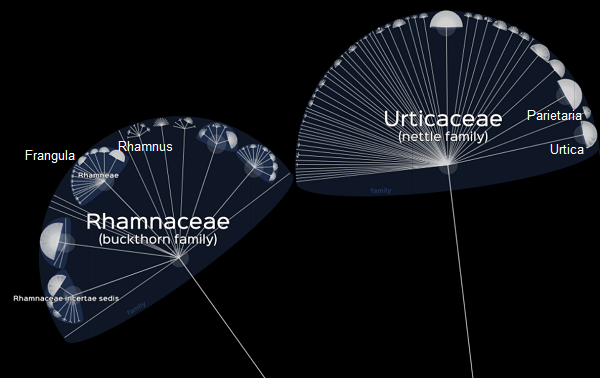 Urticaceae
(nettle family)
Parietaria
Urtica
family
Frangula
Rhamnus
Rhamneae
Rhamnaceae
(buckthorn family)
Rhamnaceae incertae sedis
family